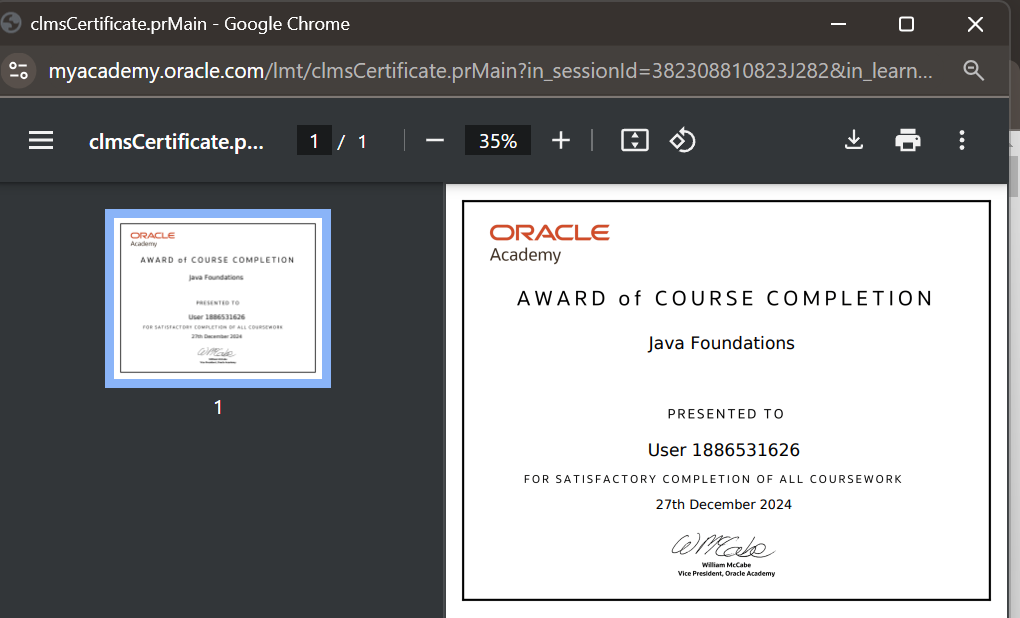 clmsCertificate.prMain - Google Chrome
myacademy.oracle.com/lmt/clmsCertificate.prMain?in_sessionId=382308810823J282&in_learn...
clmsCertificate.p... 1 / 1 35%
ORACLE
Academy
AWARD of COURSE COMPLETION
Java Foundations
PRESENTED TO
User 1886531626
FOR SATISFACTORY COMPLETION OF ALL COURSEWORK
27th December 2024
William McCabe
Vice President, Oracle Academy
1
ORACLE
Academy
AWARD of COURSE COMPLETION
Java Foundations
PRESENTED TO
User 1886531626
FOR SATISFACTORY COMPLETION OF ALL COURSEWORK
27th December 2024
WMcCabe
William McCabe
Vice President, Oracle Academy